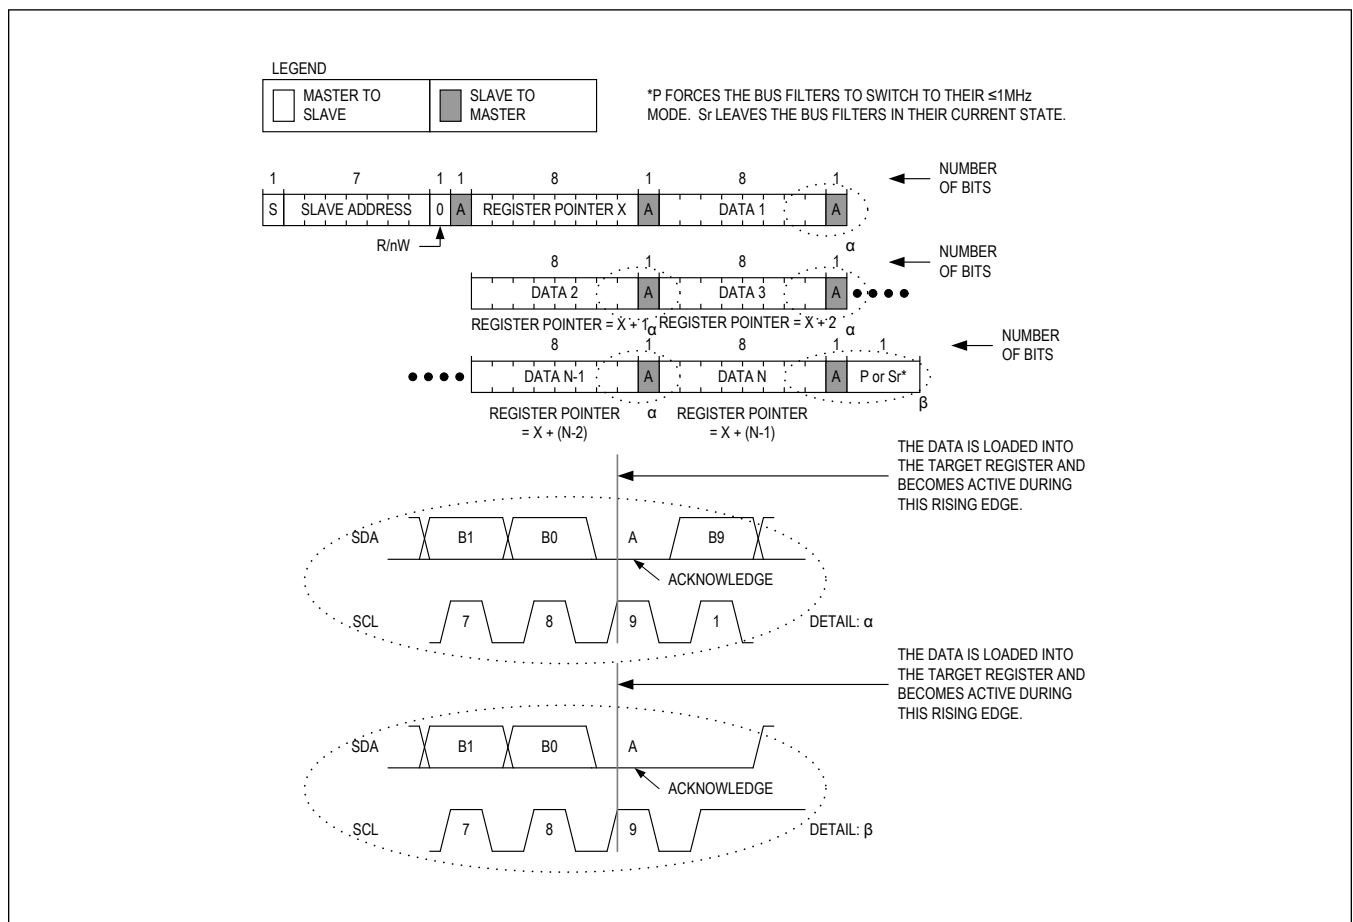 LEGEND
MASTER TO
SLAVE
SLAVE TO
MASTER
*P FORCES THE BUS FILTERS TO SWITCH TO THEIR ≤1MHz
MODE. Sr LEAVES THE BUS FILTERS IN THEIR CURRENT STATE.
1 7 1 1 8 1 8 1
NUMBER
OF BITS
S SLAVE ADDRESS 0 A REGISTER POINTER X A DATA 1 A
R/nW
α
8 1 8 1
NUMBER
OF BITS
DATA 2 A DATA 3 A
REGISTER POINTER = X + 1 α REGISTER POINTER = X + 2 α
8 1 8 1 1
NUMBER
OF BITS
DATA N-1 A DATA N A P or Sr*
β
REGISTER POINTER
= X + (N-2)
α
REGISTER POINTER
= X + (N-1)
THE DATA IS LOADED INTO
THE TARGET REGISTER AND
BECOMES ACTIVE DURING
THIS RISING EDGE.
SDA B1 B0 A B9
ACKNOWLEDGE
SCL 7 8 9 1 DETAIL: α
THE DATA IS LOADED INTO
THE TARGET REGISTER AND
BECOMES ACTIVE DURING
THIS RISING EDGE.
SDA B1 B0 A
ACKNOWLEDGE
SCL 7 8 9 DETAIL: β